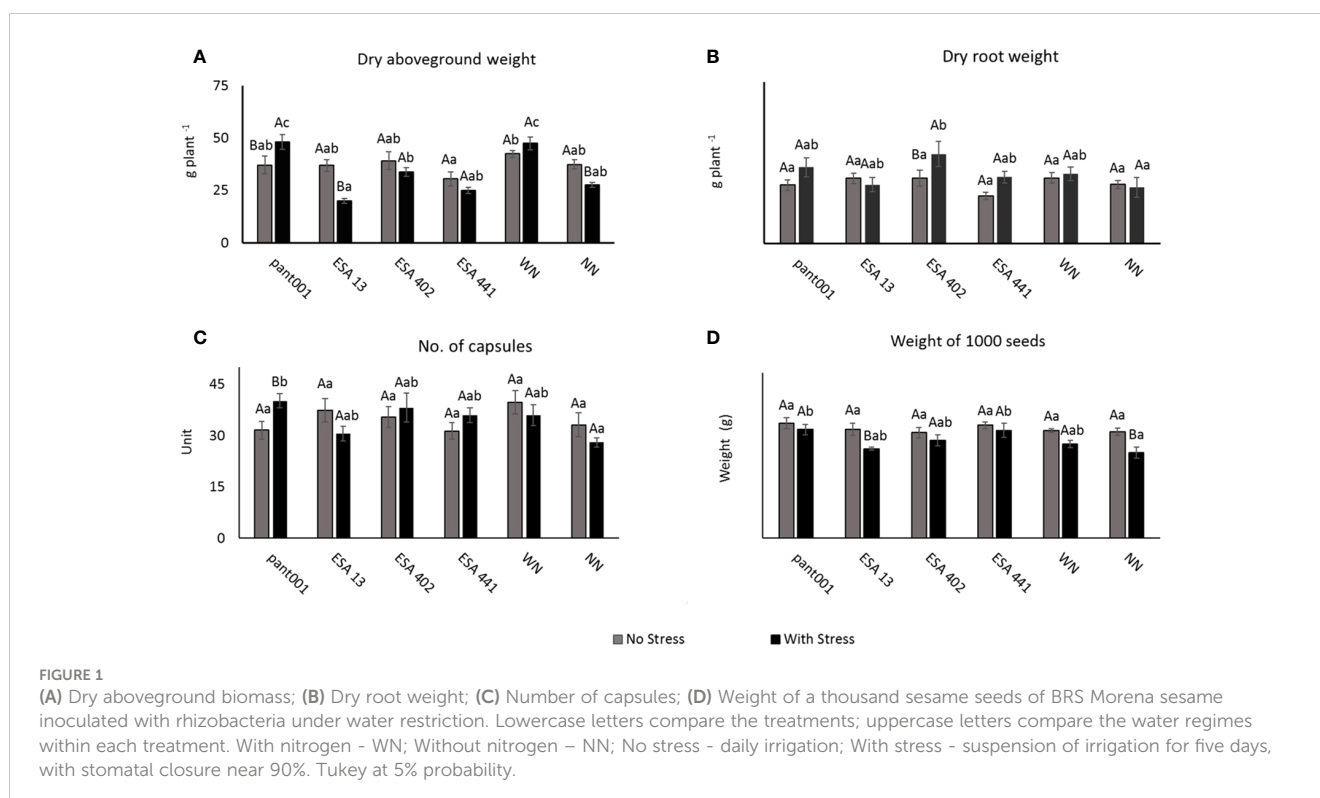 A
Dry aboveground weight
g plant -1
75
50
25
0
Bab Ac Aab Ba Aab Ab Aa Aab Ab Ac Aab Bab
pant001 ESA 13 ESA 402 ESA 441 WN NN
B
Dry root weight
g plant -1
Aa Aab Aa Aab Ba Ab Aa Aab Aa Aab Aa Aa
pant001 ESA 13 ESA 402 ESA 441 WN NN
C
No. of capsules
Unit
45
30
15
0
Aa Bb Aa Aab Aa Aab Aa Aab Aa Aab Aa Aa
pant001 ESA 13 ESA 402 ESA 441 WN NN
D
Weight of 1000 seeds
Weight (g)
Aa Ab Aa Bab Aa Aab Aa Ab Aa Aab Aa Ba
pant001 ESA 13 ESA 402 ESA 441 WN NN
No Stress With Stress
FIGURE 1
(A) Dry aboveground biomass; (B) Dry root weight; (C) Number of capsules; (D) Weight of a thousand sesame seeds of BRS Morena sesame
inoculated with rhizobacteria under water restriction. Lowercase letters compare the treatments; uppercase letters compare the water regimes
within each treatment. With nitrogen - WN; Without nitrogen – NN; No stress - daily irrigation; With stress - suspension of irrigation for five days,
with stomatal closure near 90%. Tukey at 5% probability.